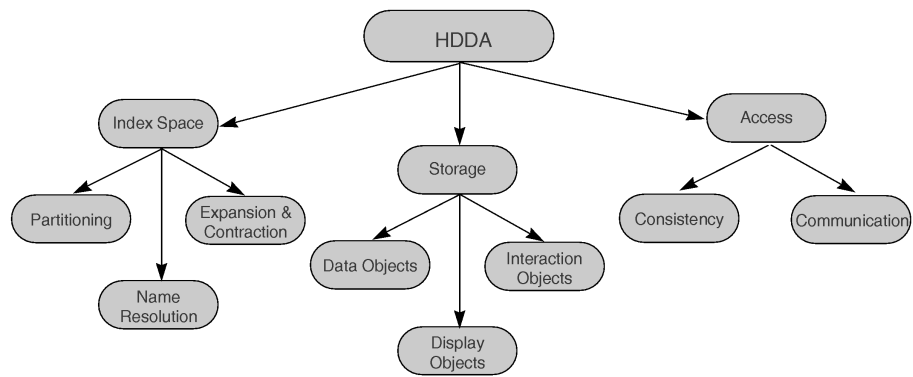 HDDA
Index Space
Access
Storage
Partitioning
Expansion &
Contraction
Consistency
Communication
Data Objects
Interaction
Objects
Name
Resolution
Display
Objects